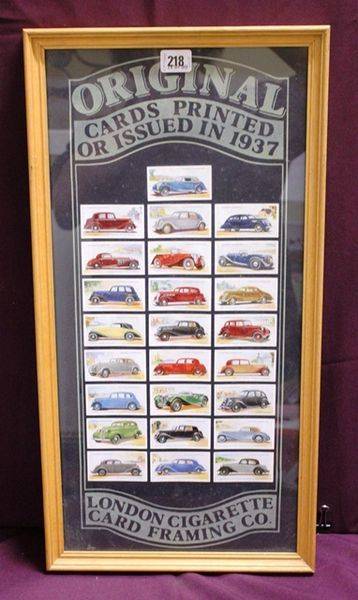 218
ORIGINAL
CARDS PRINTED
OR ISSUED IN 1937
LONDON CIGARETTE
CARD FRAMING CO.